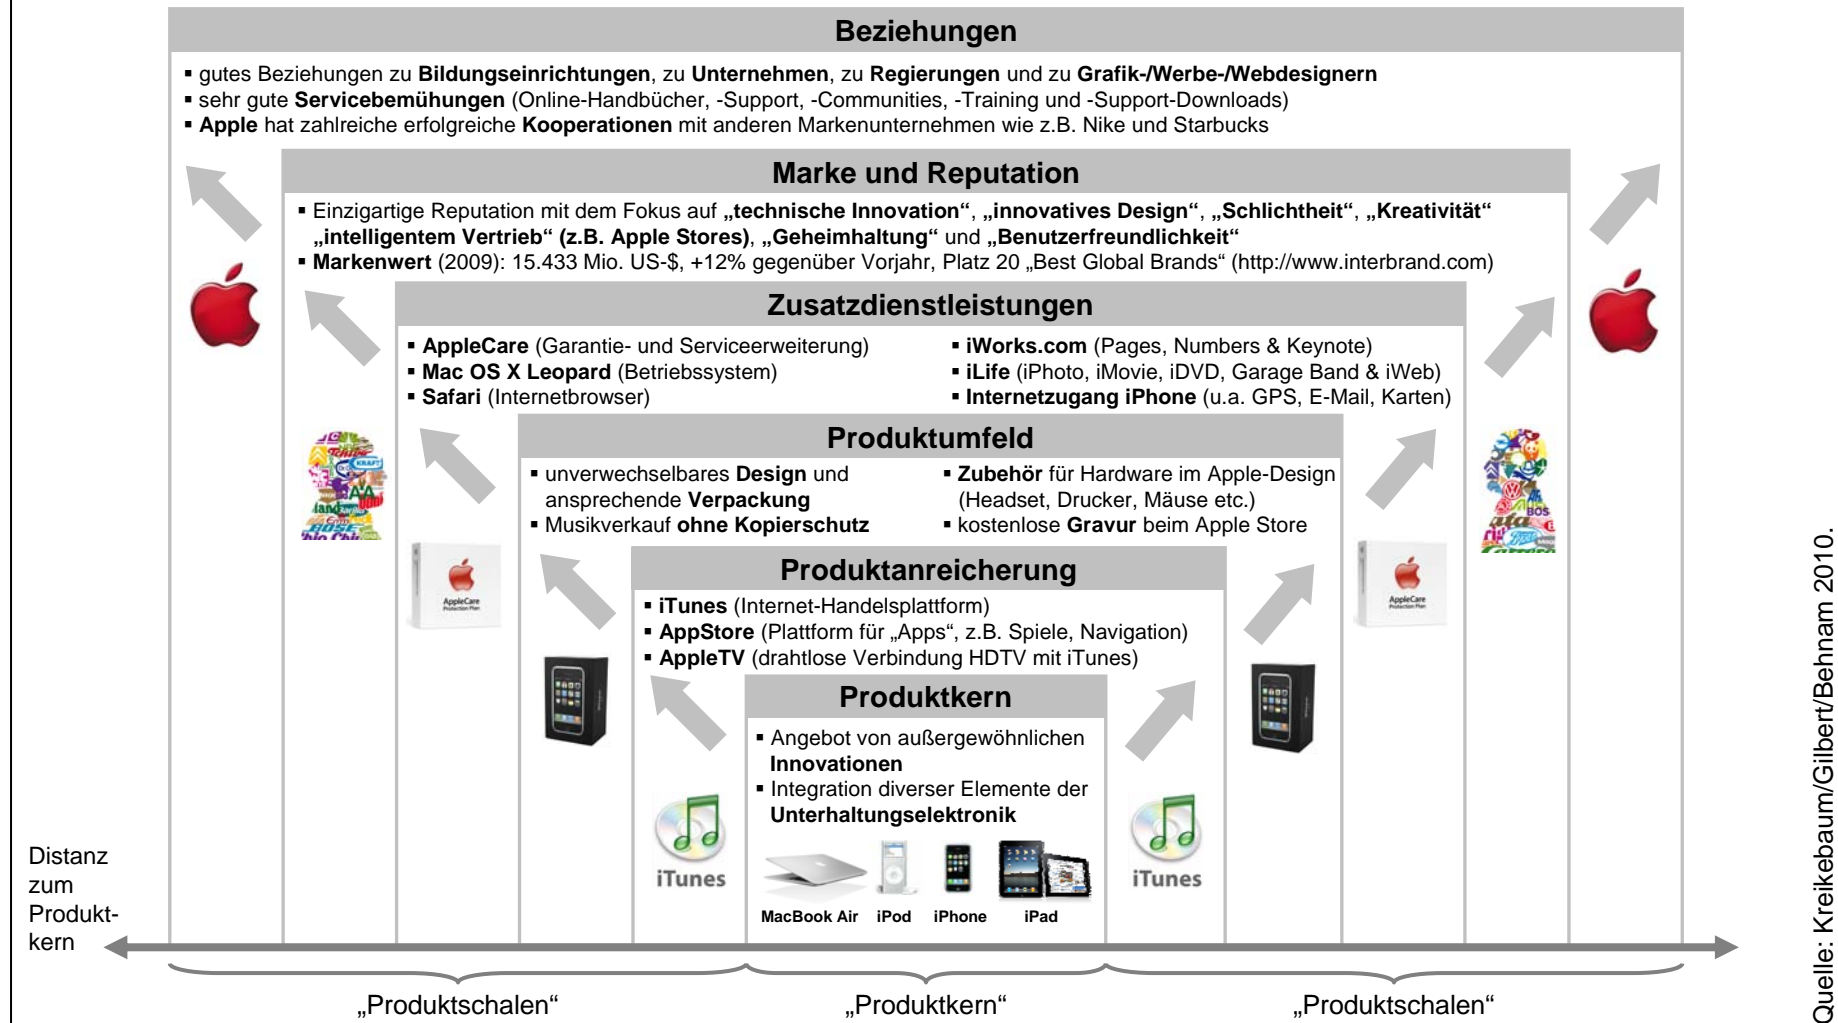 Beziehungen
▪ gutes Beziehungen zu Bildungseinrichtungen, zu Unternehmen, zu Regierungen und zu Grafik-/Werbe-/Webdesignern
▪ sehr gute Servicebemühungen (Online-Handbücher, -Support, -Communities, -Training und -Support-Downloads)
▪ Apple hat zahlreiche erfolgreiche Kooperationen mit anderen Markenunternehmen wie z.B. Nike und Starbucks
Marke und Reputation
▪ Einzigartige Reputation mit dem Fokus auf „technische Innovation“, „innovatives Design“, „Schlichtheit“, „Kreativität“
„intelligentem Vertrieb“ (z.B. Apple Stores), „Geheimhaltung“ und „Benutzerfreundlichkeit“
▪ Markenwert (2009): 15.433 Mio. US-$, +12% gegenüber Vorjahr, Platz 20 „Best Global Brands“ (http://www.interbrand.com)
Zusatzdienstleistungen
▪ AppleCare (Garantie- und Serviceerweiterung)
▪ Mac OS X Leopard (Betriebssystem)
▪ Safari (Internetbrowser)
▪ iWorks.com (Pages, Numbers & Keynote)
▪ iLife (iPhoto, iMovie, iDVD, Garage Band & iWeb)
▪ Internetzugang iPhone (u.a. GPS, E-Mail, Karten)
Produktumfeld
▪ unverwechselbares Design und
ansprechende Verpackung
▪ Musikverkauf ohne Kopierschutz
▪ Zubehör für Hardware im Apple-Design
(Headset, Drucker, Mäuse etc.)
▪ kostenlose Gravur beim Apple Store
KRAFT
BOSE
AppleCare
Protection Plan
AppleCare
Protection Plan
Produktanreicherung
▪ iTunes (Internet-Handelsplattform)
▪ AppStore (Plattform für „Apps“, z.B. Spiele, Navigation)
▪ AppleTV (drahtlose Verbindung HDTV mit iTunes)
Produktkern
▪ Angebot von außergewöhnlichen
Innovationen
▪ Integration diverser Elemente der
Unterhaltungselektronik
iTunes
iTunes
MacBook Air iPod iPhone iPad
Distanz
zum
Produkt-
kern
„Produktschalen“
„Produktkern“
„Produktschalen“
Quelle: Kreikebaum/Gilbert/Behnam 2010.